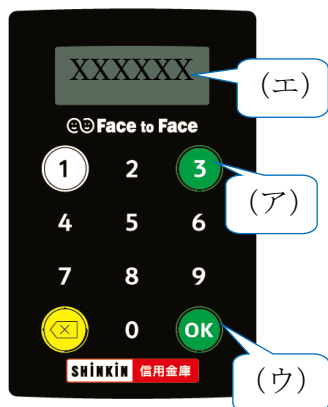 XXXXXX
(エ)
Face to Face
1 2 3
(ア)
4 5 6
7 8 9
0 OK
SHINKIN 信用金庫
(ウ)